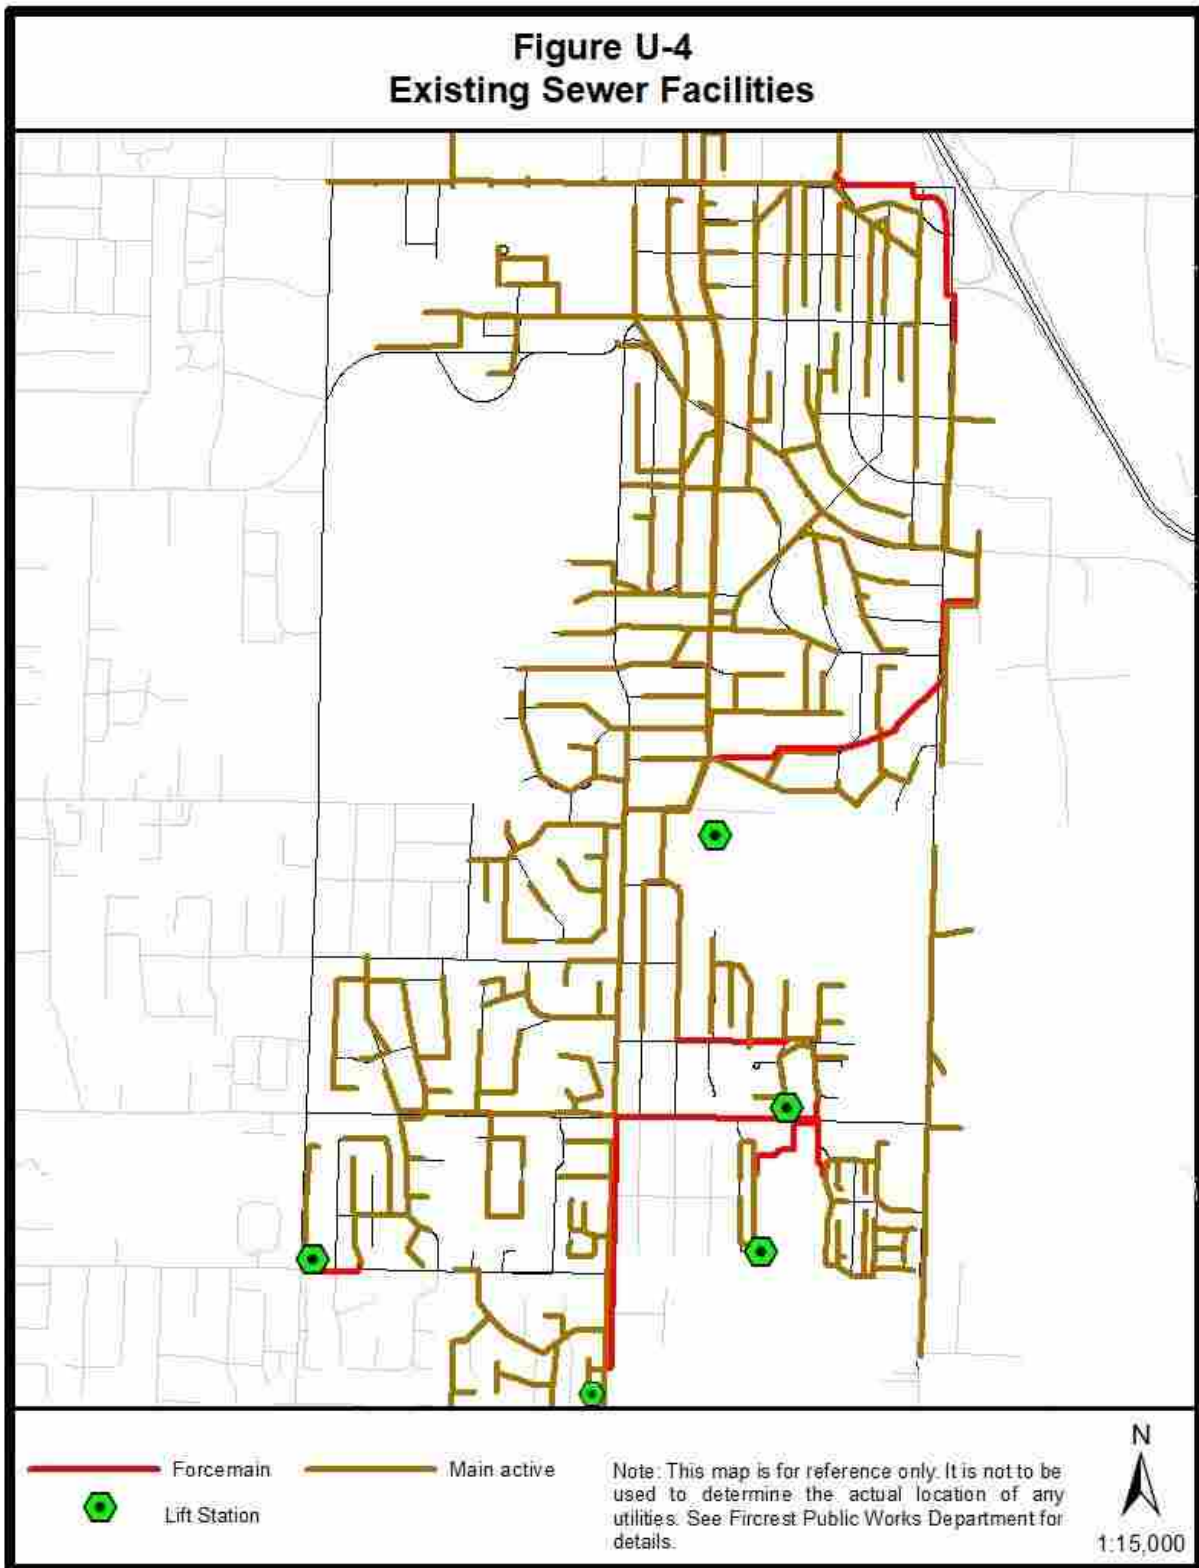 Figure U-4
Existing Sewer Facilities
Forcemain
Main active
Lift Station
Note: This map is for reference only. It is not to be
used to determine the actual location of any
utilities. See Fircrest Public Works Department for
details.
N
1:15,000